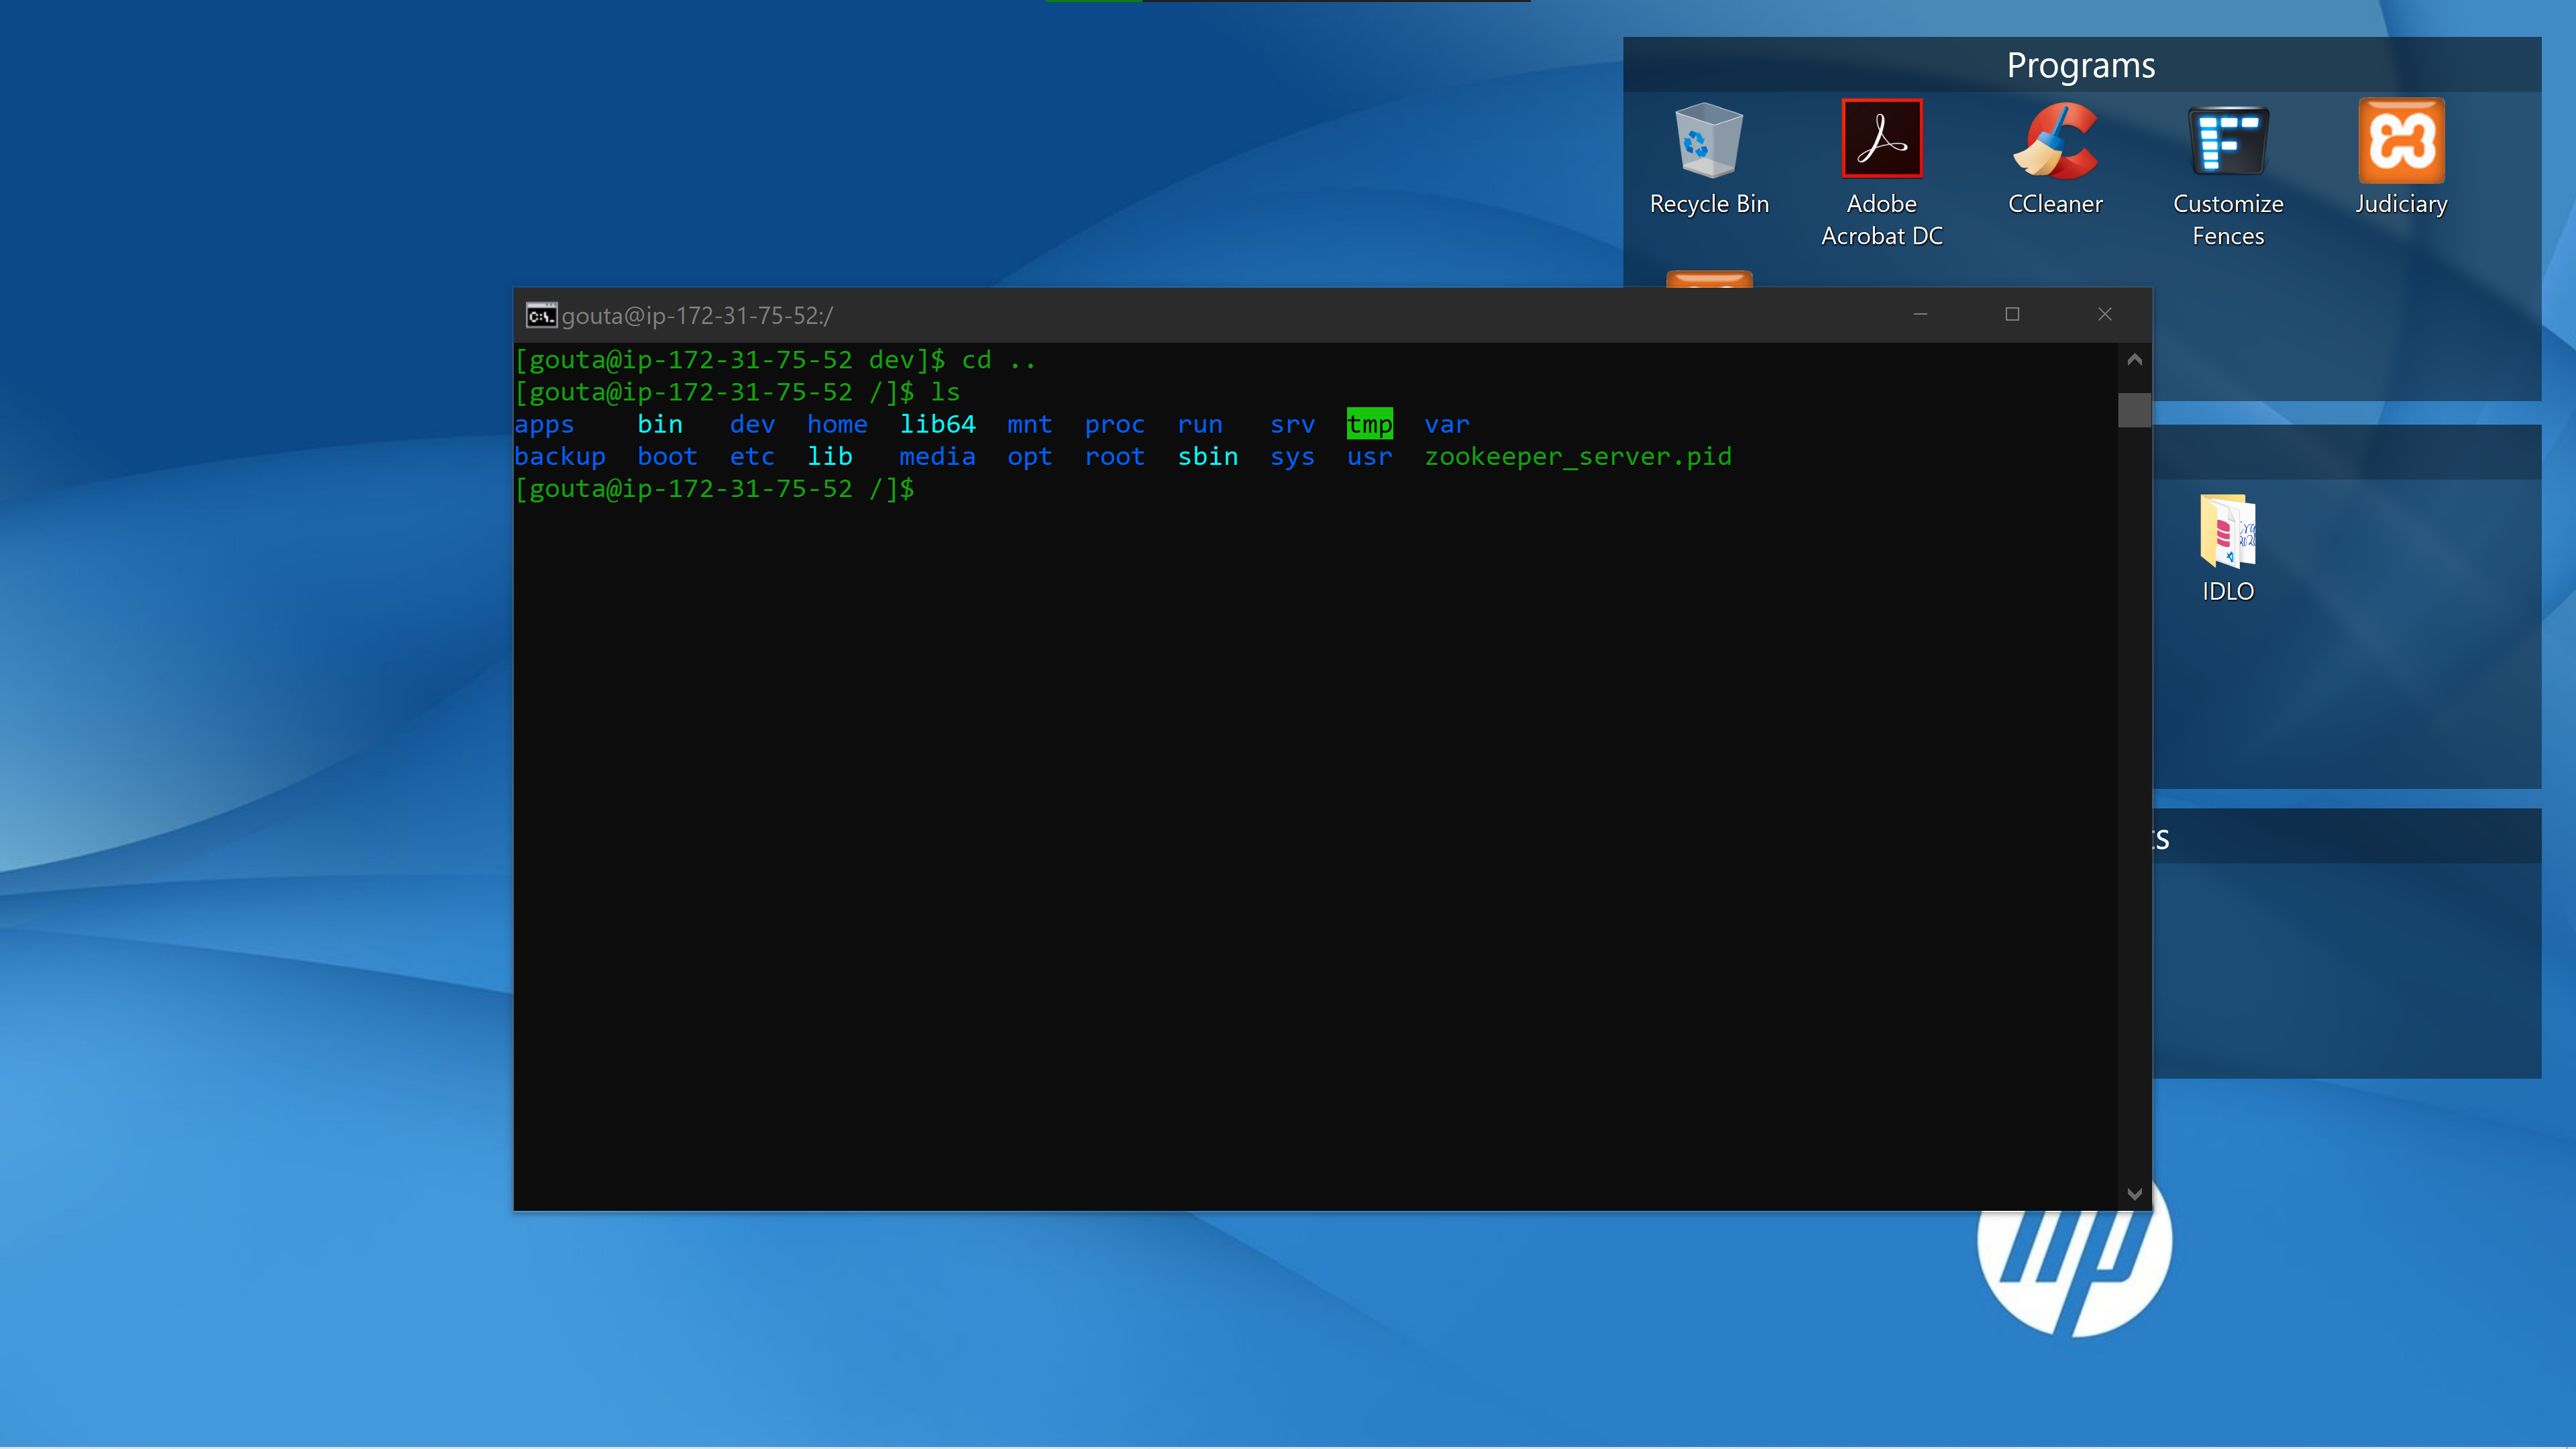 Programs
Recycle Bin
Adobe
Acrobat DC
CCleaner
Customize
Fences
Judiciary
gouta@ip-172-31-75-52:/
[gouta@ip-172-31-75-52 dev]$ cd ..
[gouta@ip-172-31-75-52 /]$ ls
apps bin dev home lib64 mnt proc run srv tmp var
backup boot etc lib media opt root sbin sys usr zookeeper_server.pid
[gouta@ip-172-31-75-52 /]$
IDLO
hp